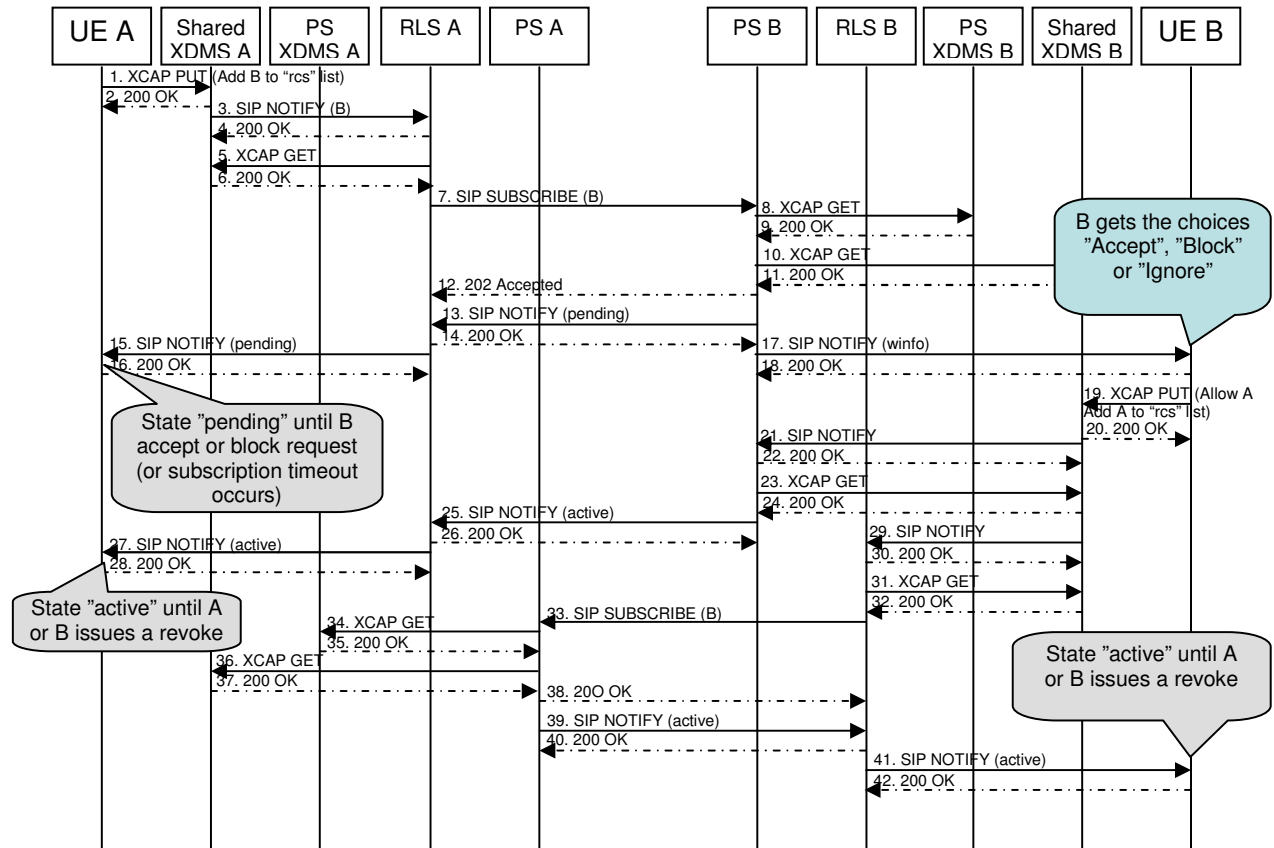 UE A
Shared
XDMS A
PS
XDMS A
RLS A
PS A
PS B
RLS B
PS
XDMS B
Shared
XDMS B
UE B
1. XCAP PUT (Add B to “rcs” list)
2. 200 OK
3. SIP NOTIFY (B)
4. 200 OK
5. XCAP GET
6. 200 OK
7. SIP SUBSCRIBE (B)
8. XCAP GET
9. 200 OK
B gets the choices
”Accept”, ”Block”
or ”Ignore”
10. XCAP GET
11. 200 OK
12. 202 Accepted
13. SIP NOTIFY (pending)
14. 200 OK
15. SIP NOTIFY (pending)
16. 200 OK
17. SIP NOTIFY (winfo)
18. 200 OK
19. XCAP PUT (Allow A
Add A to ”rcs” list)
20. 200 OK
State ”pending” until B
accept or block request
(or subscription timeout
occurs)
21. SIP NOTIFY
22. 200 OK
23. XCAP GET
24. 200 OK
25. SIP NOTIFY (active)
26. 200 OK
27. SIP NOTIFY (active)
28. 200 OK
29. SIP NOTIFY
30. 200 OK
31. XCAP GET
32. 200 OK
State ”active” until A
or B issues a revoke
33. SIP SUBSCRIBE (B)
34. XCAP GET
35. 200 OK
36. XCAP GET
37. 200 OK
38. 20O OK
39. SIP NOTIFY (active)
40. 200 OK
State ”active” until A
or B issues a revoke
41. SIP NOTIFY (active)
42. 200 OK